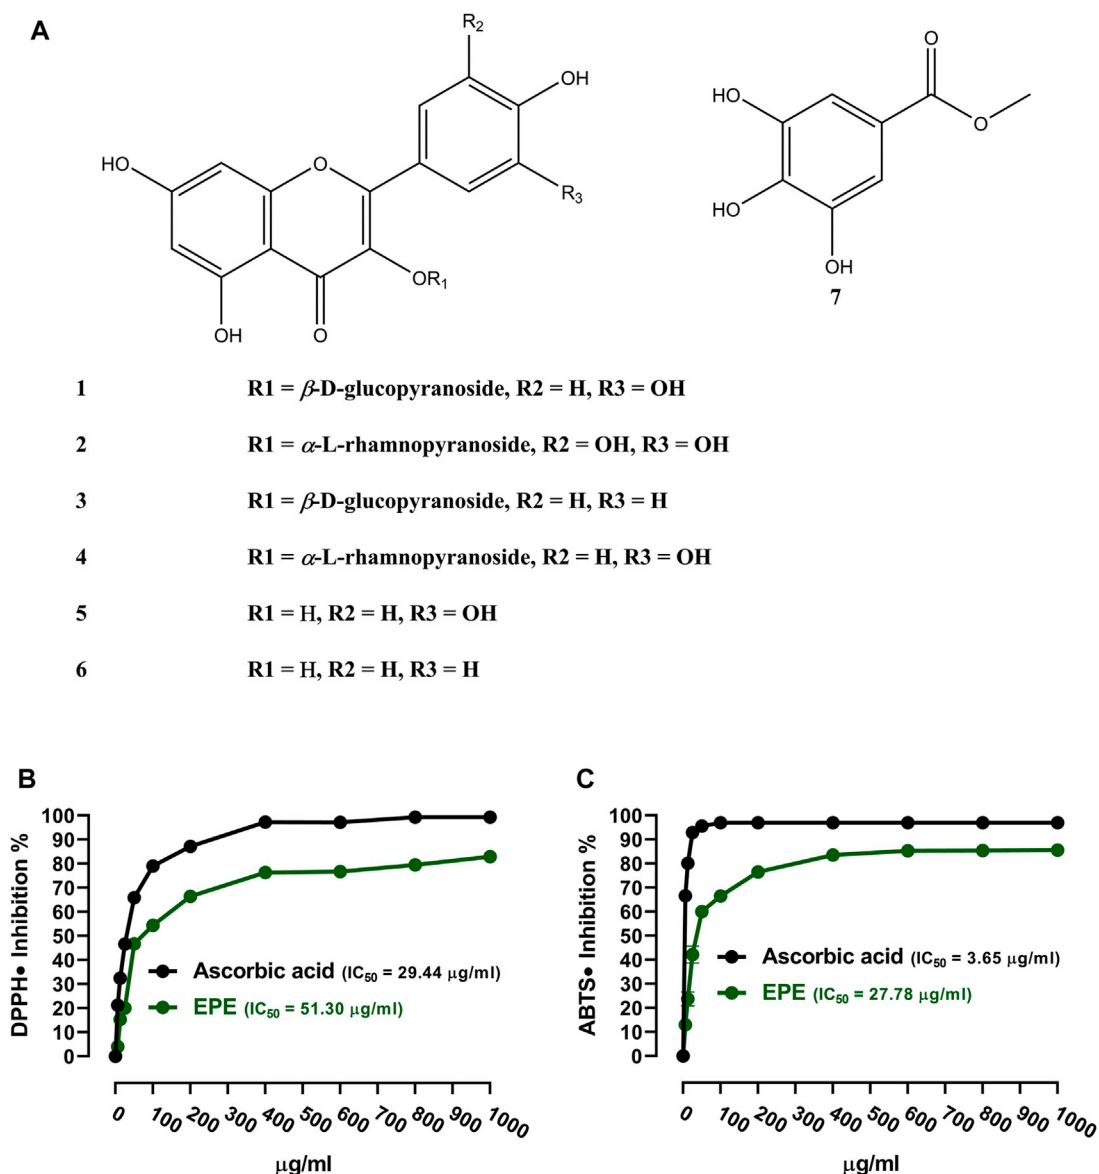 A
R2
OH
HO
O
R3
OR1
OH
O
O
HO
O
HO
OH
7
1 R1 = β-D-glucopyranoside, R2 = H, R3 = OH
2 R1 = α-L-rhamnopyranoside, R2 = OH, R3 = OH
3 R1 = β-D-glucopyranoside, R2 = H, R3 = H
4 R1 = α-L-rhamnopyranoside, R2 = H, R3 = OH
5 R1 = H, R2 = H, R3 = OH
6 R1 = H, R2 = H, R3 = H
B
DPPH● Inhibition %
100
90
80
70
60
50
40
30
20
10
0
Ascorbic acid (IC50 = 29.44 μg/ml)
EPE (IC50 = 51.30 μg/ml)
0 100 200 300 400 500 600 700 800 900 1000
μg/ml
C
ABTS● Inhibition %
100
90
80
70
60
50
40
30
20
10
0
Ascorbic acid (IC50 = 3.65 μg/ml)
EPE (IC50 = 27.78 μg/ml)
0 100 200 300 400 500 600 700 800 900 1000
μg/ml